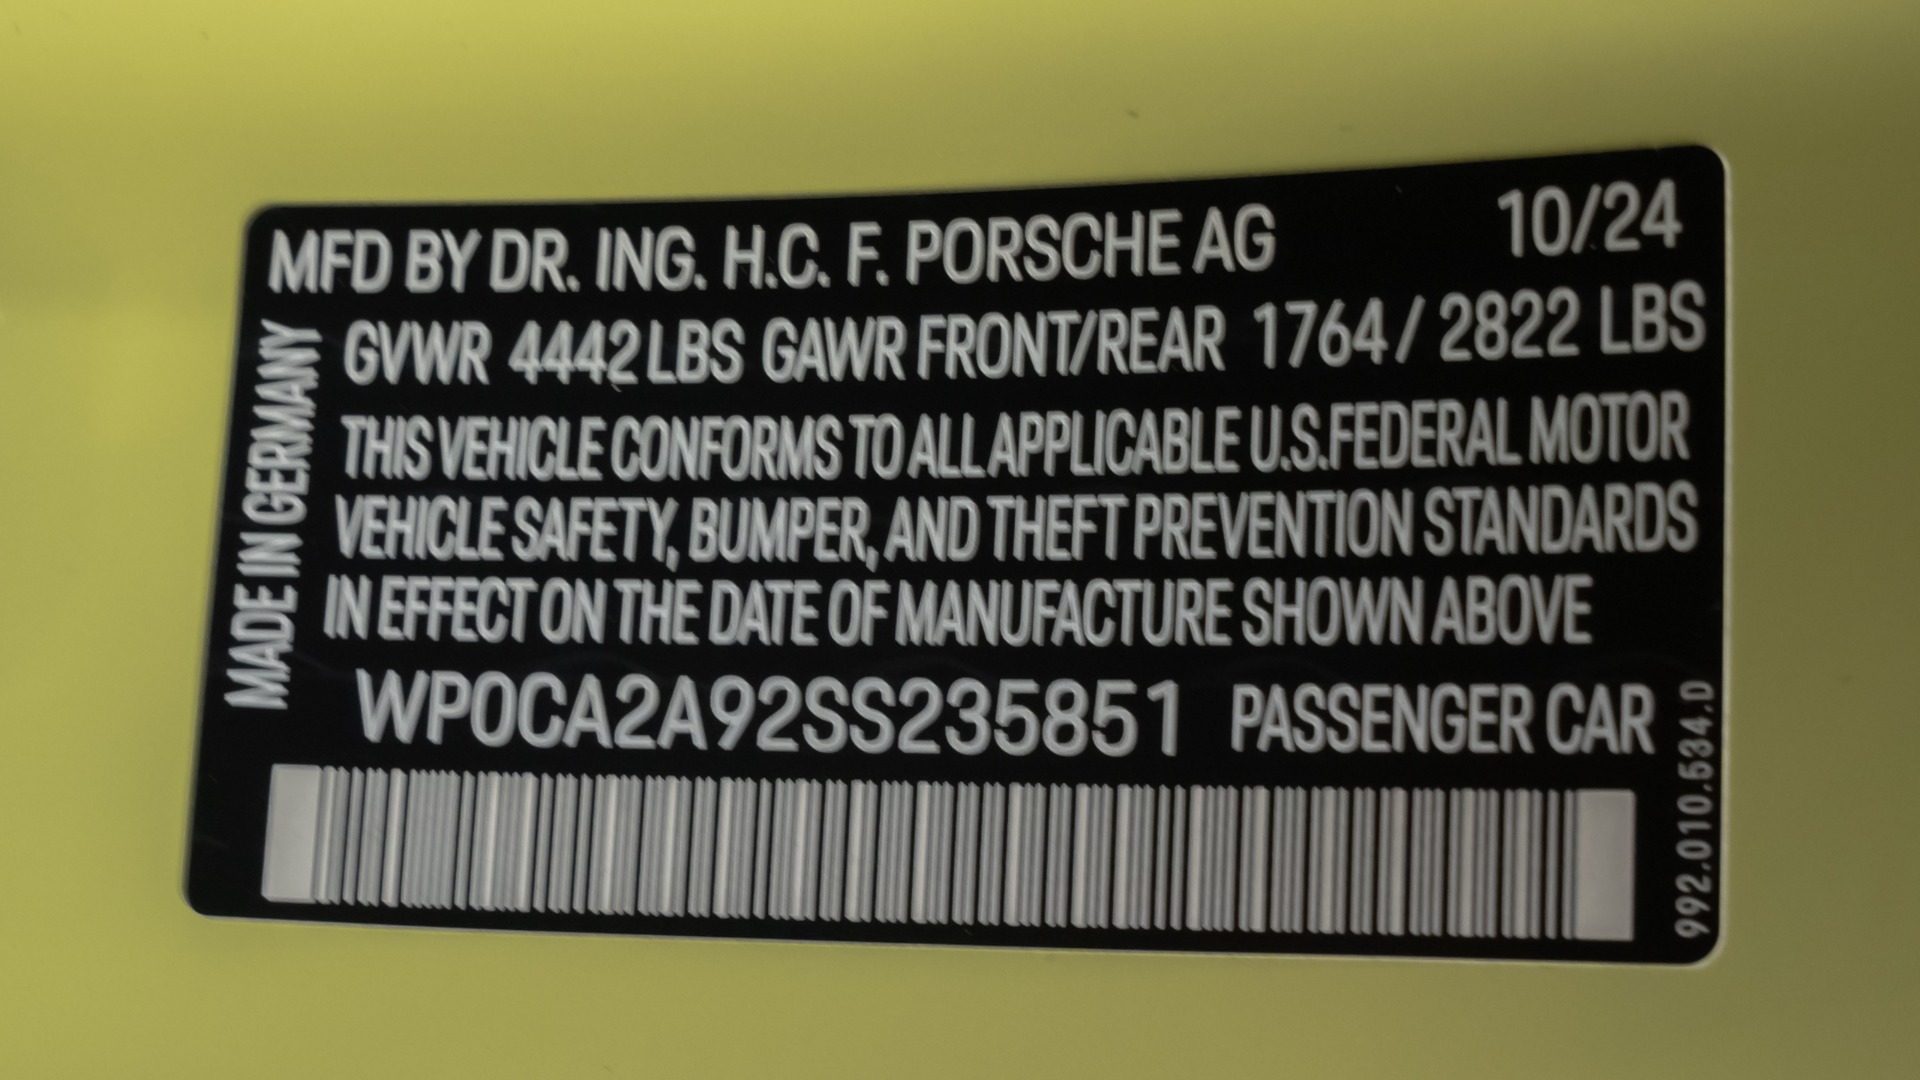 MFD BY DR. ING. H.C. F. PORSCHE AG 10/24
GVWR 4442 LBS GAWR FRONT/REAR 1764 / 2822 LBS
THIS VEHICLE CONFORMS TO ALL APPLICABLE U.S.FEDERAL MOTOR
VEHICLE SAFETY, BUMPER, AND THEFT PREVENTION STANDARDS
IN EFFECT ON THE DATE OF MANUFACTURE SHOWN ABOVE
WP0CA2A92SS235851 PASSENGER CAR
MADE IN GERMANY
992.010.534.D